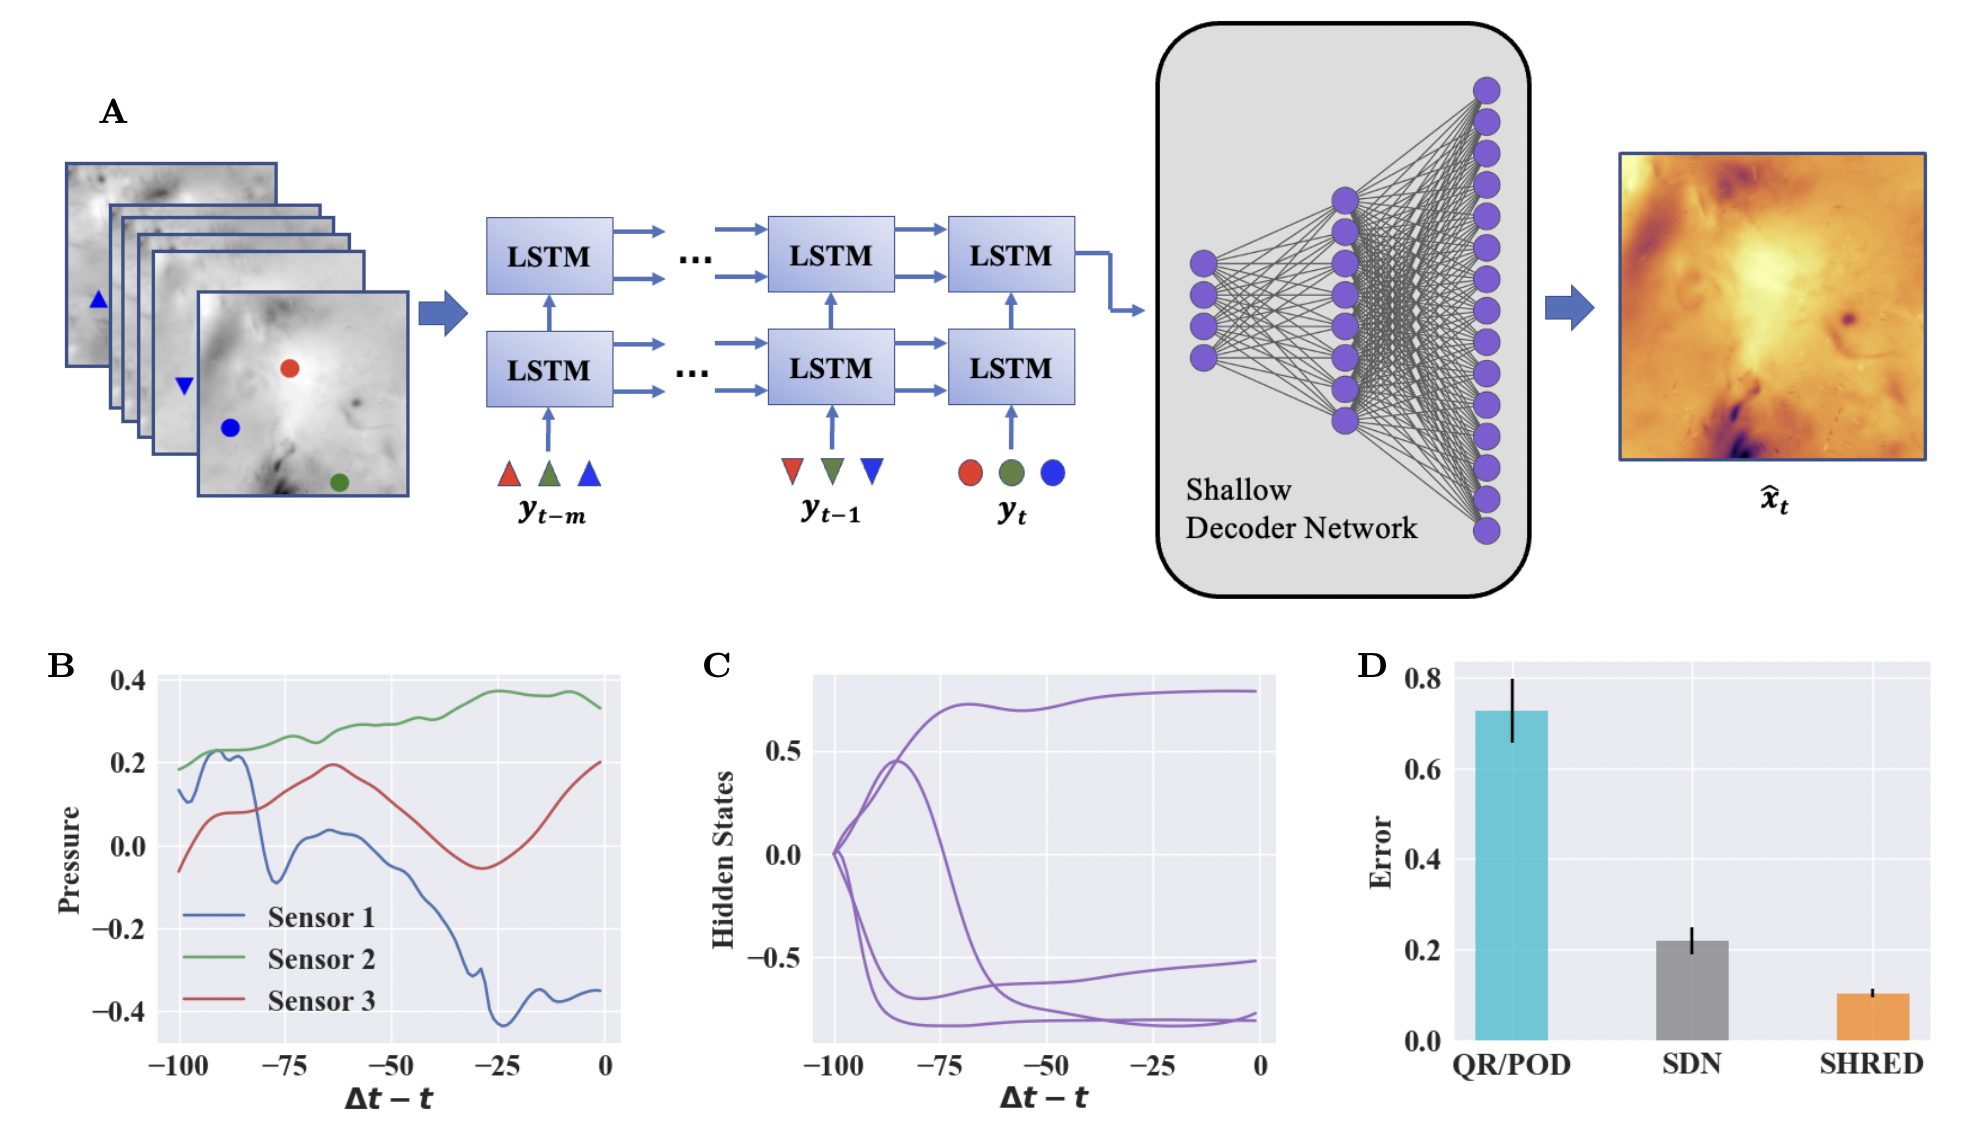 A
LSTM
...
LSTM
LSTM
LSTM
...
LSTM
LSTM
y_{t−m}
y_{t−1}
y_t
Shallow
Decoder Network
x̂_t
B
0.4
0.2
0.0
−0.2
−0.4
Pressure
Sensor 1
Sensor 2
Sensor 3
−100 −75 −50 −25 0
Δt − t
C
0.5
0.0
−0.5
Hidden States
−100 −75 −50 −25 0
Δt − t
D
0.8
0.6
0.4
0.2
0.0
Error
QR/POD SDN SHRED